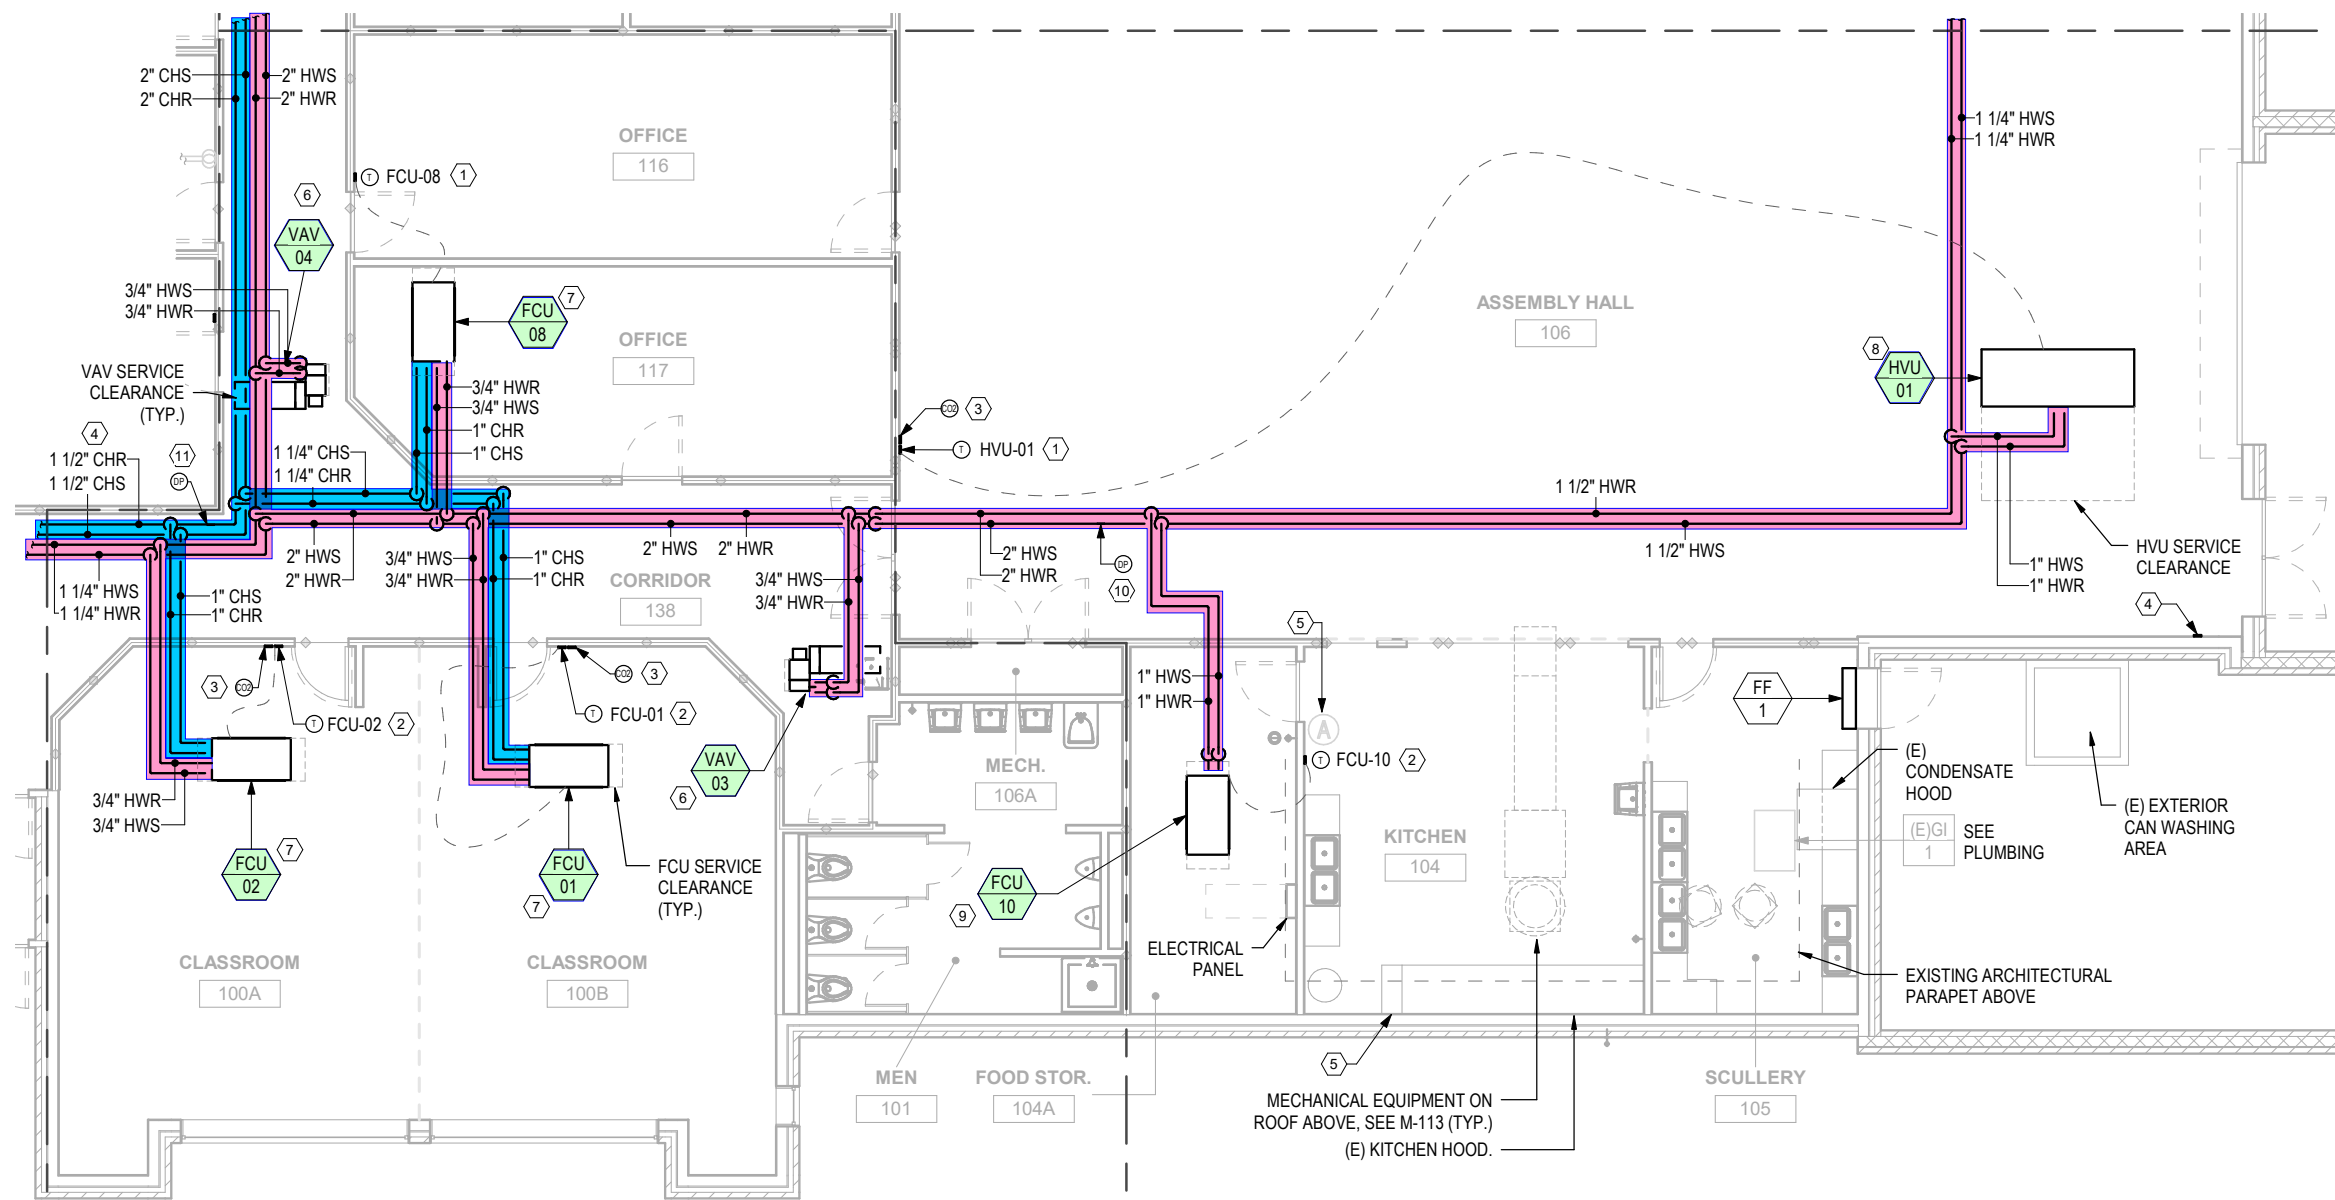 2" CHS
2" CHR
2" HWS
2" HWR
OFFICE
116
T FCU-08 1
6
VAV
04
3/4" HWS
3/4" HWR
VAV SERVICE
CLEARANCE
(TYP.)
FCU
08
7
OFFICE
117
3/4" HWR
3/4" HWS
1" CHR
1" CHS
ASSEMBLY HALL
106
1 1/4" HWS
1 1/4" HWR
8
HVU
01
CO2 3
T HVU-01 1
4
1 1/2" CHR
1 1/2" CHS
11
DP
1 1/4" CHS
1 1/4" CHR
2" HWS
2" HWR
3/4" HWS
3/4" HWR
1" CHS
1" CHR
2" HWS
2" HWR
CORRIDOR
138
3/4" HWS
3/4" HWR
2" HWS
2" HWR
DP
10
1 1/2" HWR
1 1/2" HWS
1" HWS
1" HWR
HVU SERVICE
CLEARANCE
4
1 1/4" HWS
1 1/4" HWR
1" CHS
1" CHR
3 CO2
T FCU-02 2
CO2 3
T FCU-01 2
VAV
03
6
MECH.
106A
1" HWS
1" HWR
5
A
T FCU-10 2
FF
1
(E)
CONDENSATE
HOOD
(E)GI
1
SEE
PLUMBING
(E) EXTERIOR
CAN WASHING
AREA
3/4" HWR
3/4" HWS
FCU
02
7
FCU
01
7
FCU SERVICE
CLEARANCE
(TYP.)
FCU
10
9
ELECTRICAL
PANEL
KITCHEN
104
CLASSROOM
100A
CLASSROOM
100B
EXISTING ARCHITECTURAL
PARAPET ABOVE
MEN
101
FOOD STOR.
104A
5
MECHANICAL EQUIPMENT ON
ROOF ABOVE, SEE M-113 (TYP.)
(E) KITCHEN HOOD.
SCULLERY
105